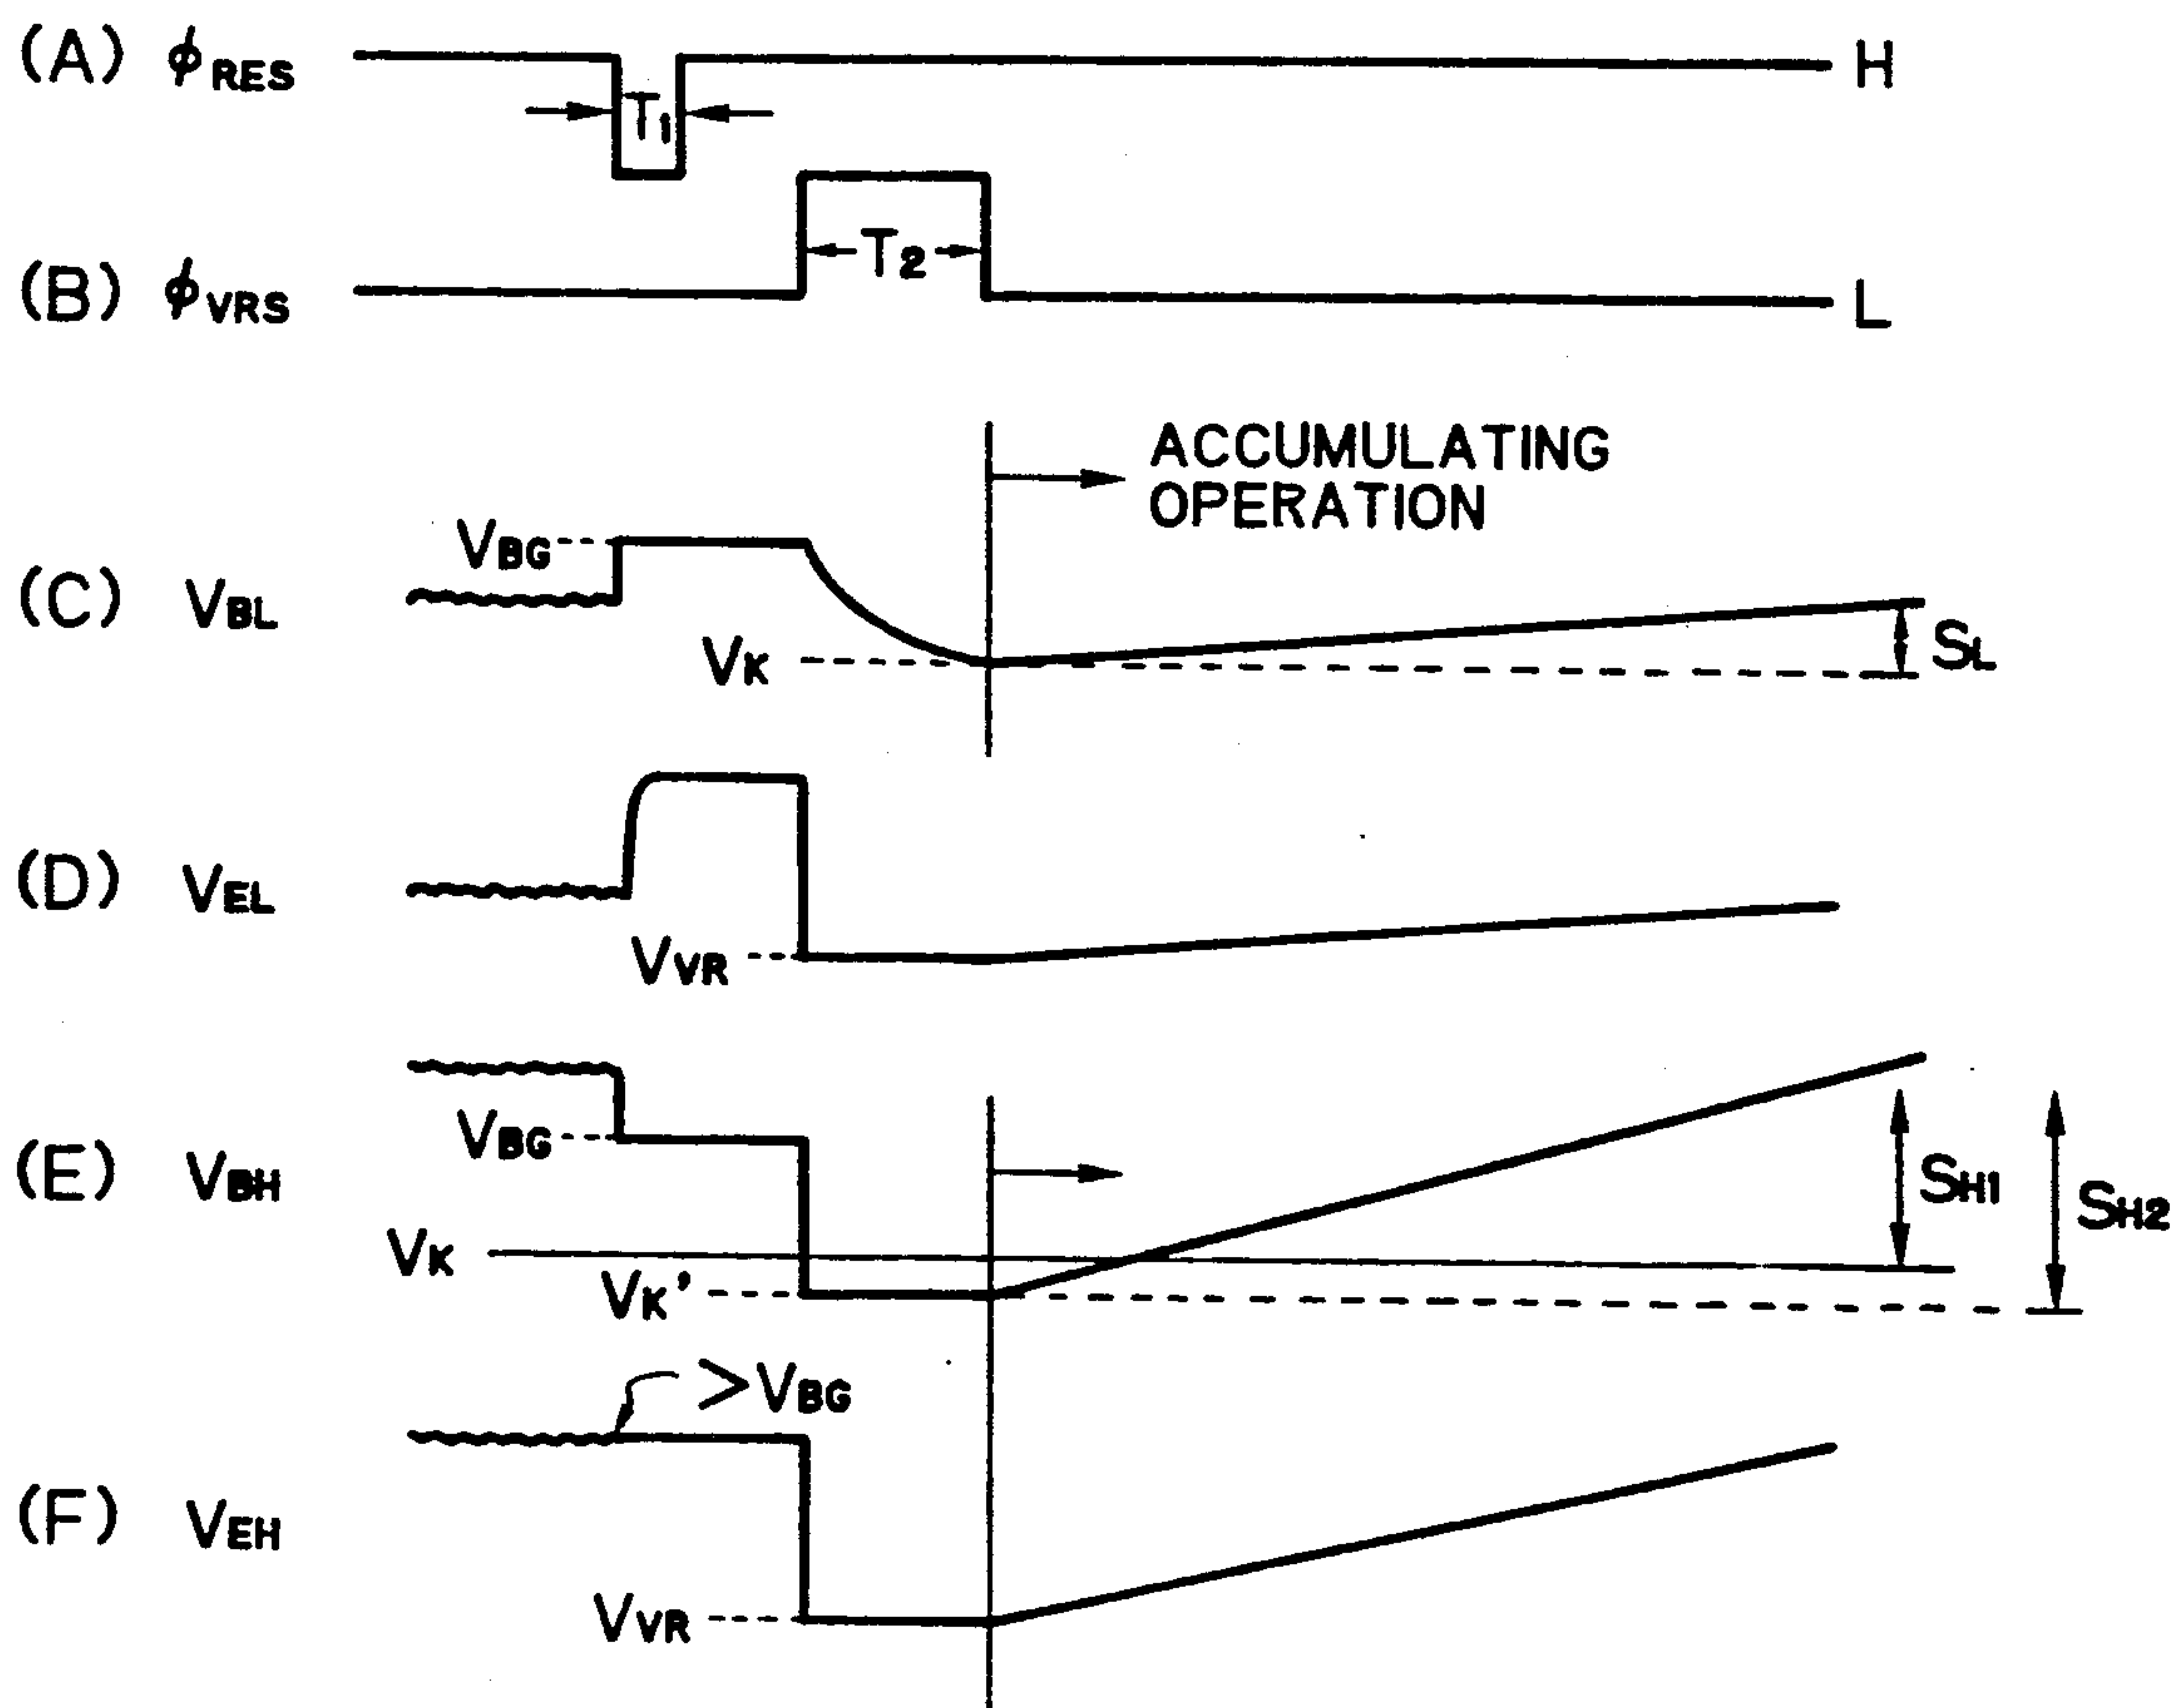 (A) ϕRES
H
T1
(B) ϕVRS
T2
L
ACCUMULATING
OPERATION
(C) VBL
VBG
VK
SL
(D) VEL
VVR
(E) VBH
VBG
VK
VK'
SH1
SH2
(F) VEH
>VBG
VVR